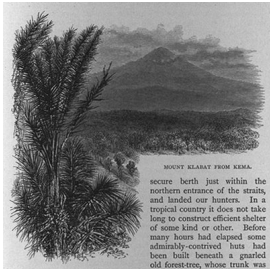 MOUNT KLABAT FROM KEMA.
secure berth just within the
northern entrance of the straits,
and landed our hunters. In a
tropical country it does not take
long to construct efficient shelter
of some kind or other. Before
many hours had elapsed some
admirably-contrived huts had
been built beneath a gnarled
old forest-tree, whose trunk was